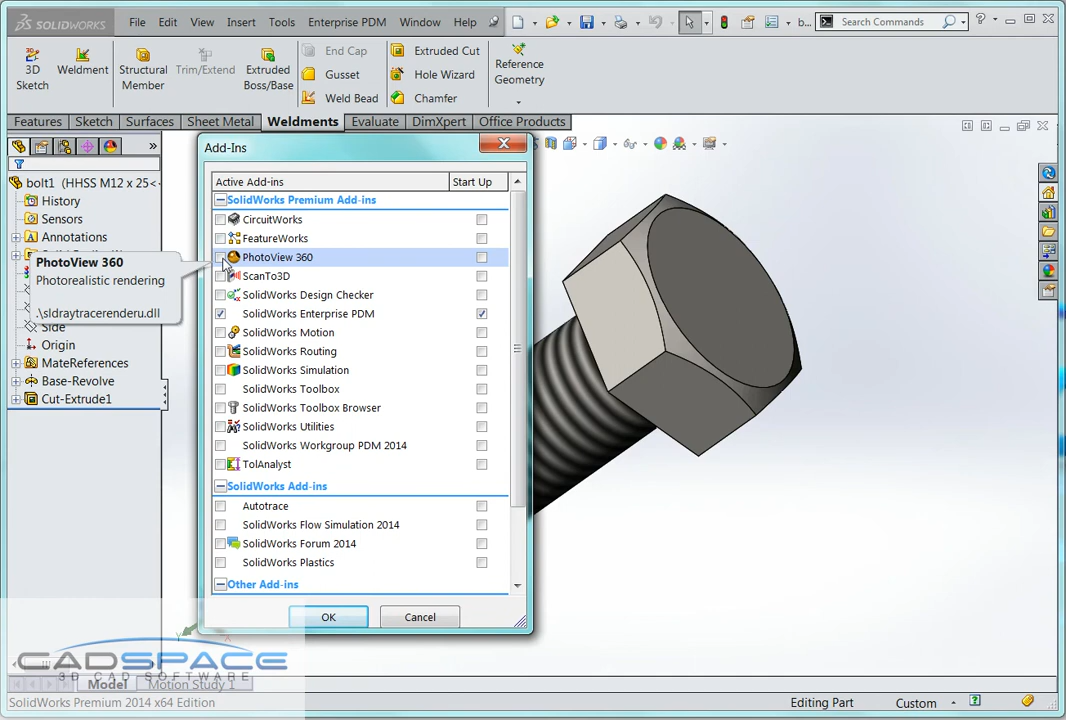 SOLIDWORKS File Edit View Insert Tools Enterprise PDM Window Help b... Search Commands
3D Sketch
Weldment
Structural Member
Trim/Extend
Extruded Boss/Base
End Cap
Gusset
Weld Bead
Extruded Cut
Hole Wizard
Chamfer
Reference Geometry
Features Sketch Surfaces Sheet Metal Weldments Evaluate DimXpert Office Products
bolt1 (HHSS M12 x 25<
History
Sensors
Annotations
PhotoView 360
Photorealistic rendering
.\sldraytracerenderu.dll
Side
Origin
MateReferences
Base-Revolve
Cut-Extrude1
Add-Ins
Active Add-ins Start Up
SolidWorks Premium Add-ins
CircuitWorks
FeatureWorks
PhotoView 360
ScanTo3D
SolidWorks Design Checker
SolidWorks Enterprise PDM
SolidWorks Motion
SolidWorks Routing
SolidWorks Simulation
SolidWorks Toolbox
SolidWorks Toolbox Browser
SolidWorks Utilities
SolidWorks Workgroup PDM 2014
TolAnalyst
SolidWorks Add-ins
Autotrace
SolidWorks Flow Simulation 2014
SolidWorks Forum 2014
SolidWorks Plastics
Other Add-ins
OK Cancel
CADSPACE
3D CAD SOFTWARE
Model Motion Study 1
SolidWorks Premium 2014 x64 Edition Editing Part Custom